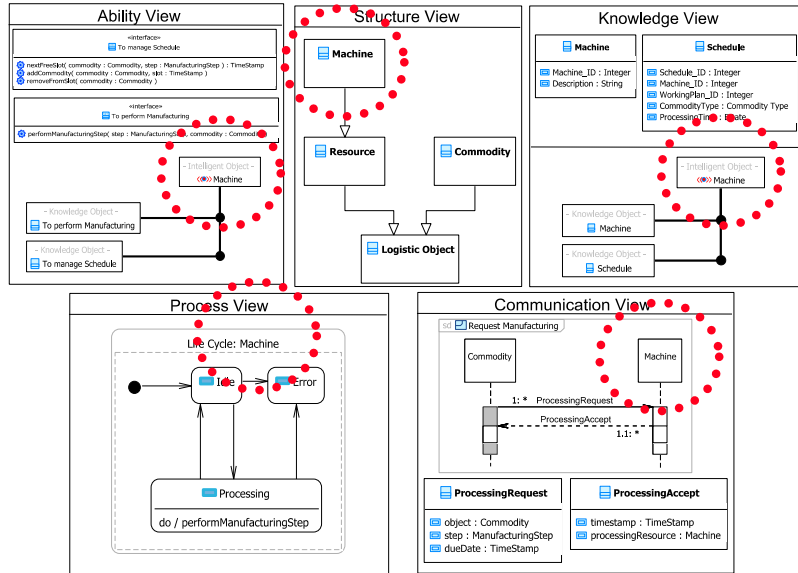 Ability View
«interface»
To manage Schedule
nextFreeSlot( commodity : Commodity, step : ManufacturingStep ) : TimeStamp
addCommodity( commodity : Commodity, slot : TimeStamp )
removeFromSlot( commodity : Commodity )
«interface»
To perform Manufacturing
performManufacturingStep( step : ManufacturingStep, commodity : Commodity
- Intelligent Object -
Machine
- Knowledge Object -
To perform Manufacturing
- Knowledge Object -
To manage Schedule
Structure View
Machine
Resource
Commodity
Logistic Object
Knowledge View
Machine
Machine_ID : Integer
Description : String
Schedule
Schedule_ID : Integer
Machine_ID : Integer
WorkingPlan_ID : Integer
CommodityType : Commodity Type
- Intelligent Object -
Machine
- Knowledge Object -
Machine
- Knowledge Object -
Schedule
Process View
Life Cycle: Machine
Idle
Error
Processing
do / performManufacturingStep
Communication View
sd Request Manufacturing
Commodity
Machine
1: * ProcessingRequest
ProcessingAccept
1.1: *
ProcessingRequest
object : Commodity
step : ManufacturingStep
dueDate : TimeStamp
ProcessingAccept
timestamp : TimeStamp
processingResource : Machine